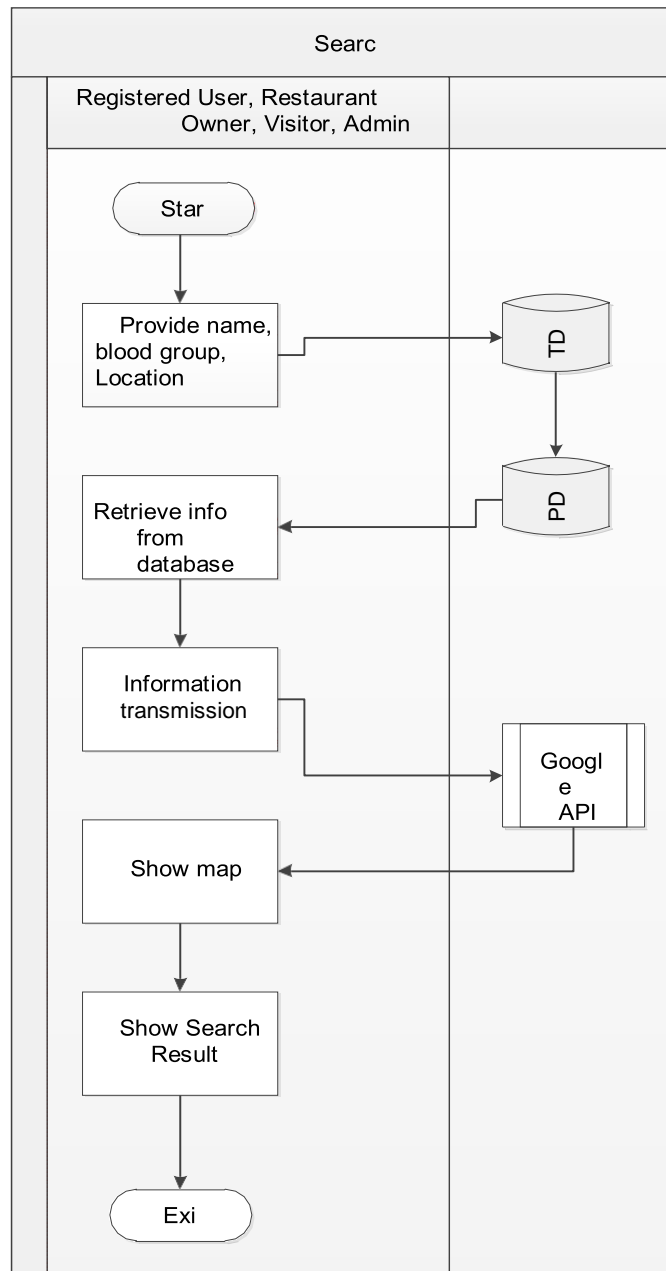 Searc
Registered User, Restaurant
Owner, Visitor, Admin
Star
Provide name,
blood group,
Location
TD
PD
Retrieve info
from
database
Information
transmission
Googl
e
API
Show map
Show Search
Result
Exi